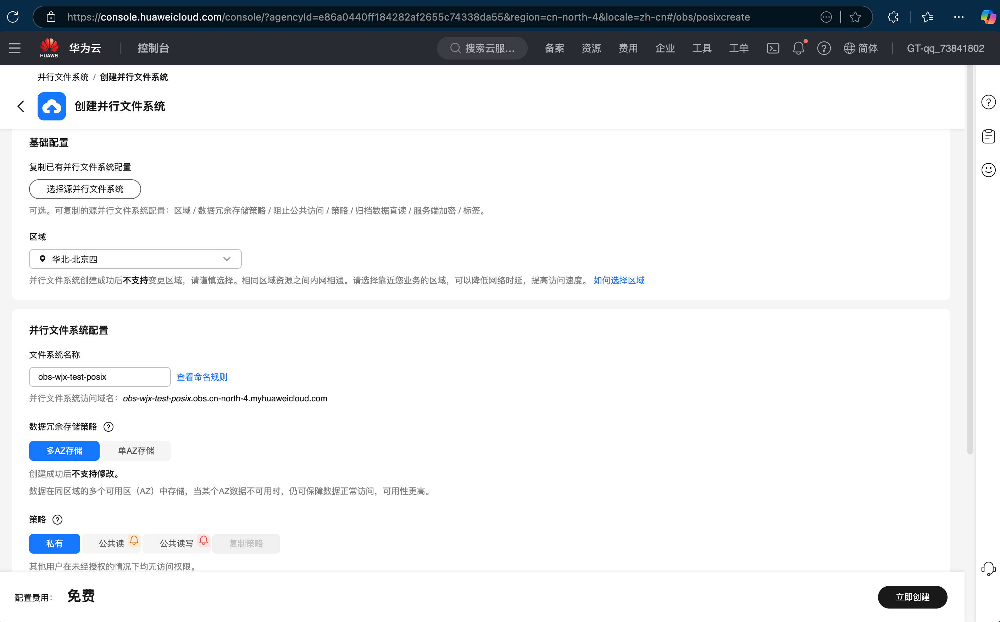 https://console.huaweicloud.com/console/?agencyId=e86a0440ff184282af2655c74338da55&region=cn-north-4&locale=zh-cn#/obs/posixcreate
HUAWEI 华为云 控制台 搜索云服... 备案 资源 费用 企业 工具 工单 简体 GT-qq_73841802
并行文件系统 / 创建并行文件系统
创建并行文件系统
基础配置
复制已有并行文件系统配置
选择源并行文件系统
可选。可复制的源并行文件系统配置：区域 / 数据冗余存储策略 / 阻止公共访问 / 策略 / 归档数据直读 / 服务端加密 / 标签。
区域
华北-北京四
并行文件系统创建成功后不支持变更区域，请谨慎选择。相同区域资源之间内网相通。请选择靠近您业务的区域，可以降低网络时延，提高访问速度。 如何选择区域
并行文件系统配置
文件系统名称
obs-wjx-test-posix 查看命名规则
并行文件系统访问域名：obs-wjx-test-posix.obs.cn-north-4.myhuaweicloud.com
数据冗余存储策略
多AZ存储 单AZ存储
创建成功后不支持修改。
数据在同区域的多个可用区（AZ）中存储，当某个AZ数据不可用时，仍可保障数据正常访问，可用性更高。
策略
私有 公共读 公共读写 复制策略
其他用户在未经授权的情况下均无访问权限。
配置费用： 免费 立即创建